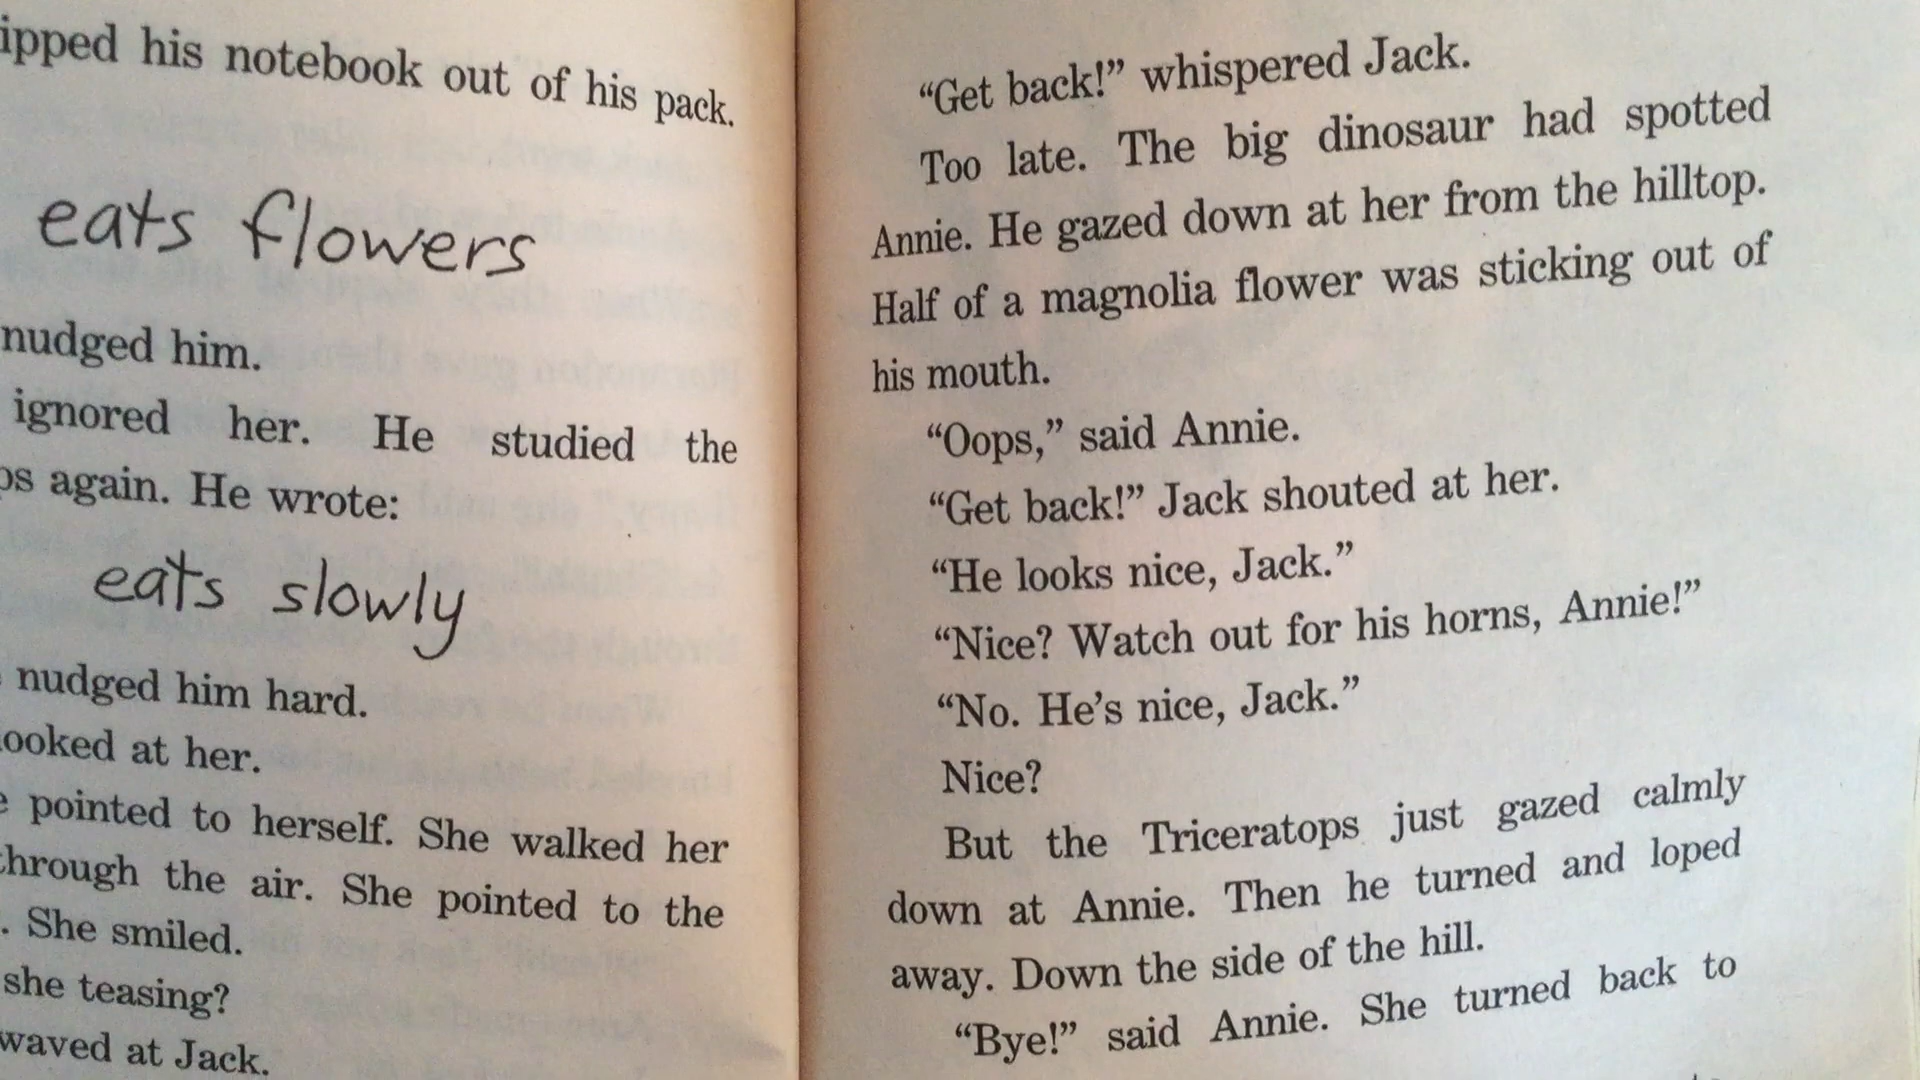 his notebook out of his pack.
eats flowers
nudged him.
ignored her. He studied the
again. He wrote:
eats slowly
nudged him hard.
at her.
pointed to herself. She walked her
through the air. She pointed to the
. She smiled.
she teasing?
waved at Jack.
“Get back!” whispered Jack.
Too late. The big dinosaur had spotted
Annie. He gazed down at her from the hilltop.
Half of a magnolia flower was sticking out of
his mouth.
“Oops,” said Annie.
“Get back!” Jack shouted at her.
“He looks nice, Jack.”
“Nice? Watch out for his horns, Annie!”
“No. He’s nice, Jack.”
Nice?
But the Triceratops just gazed calmly
down at Annie. Then he turned and loped
away. Down the side of the hill.
“Bye!” said Annie. She turned back to